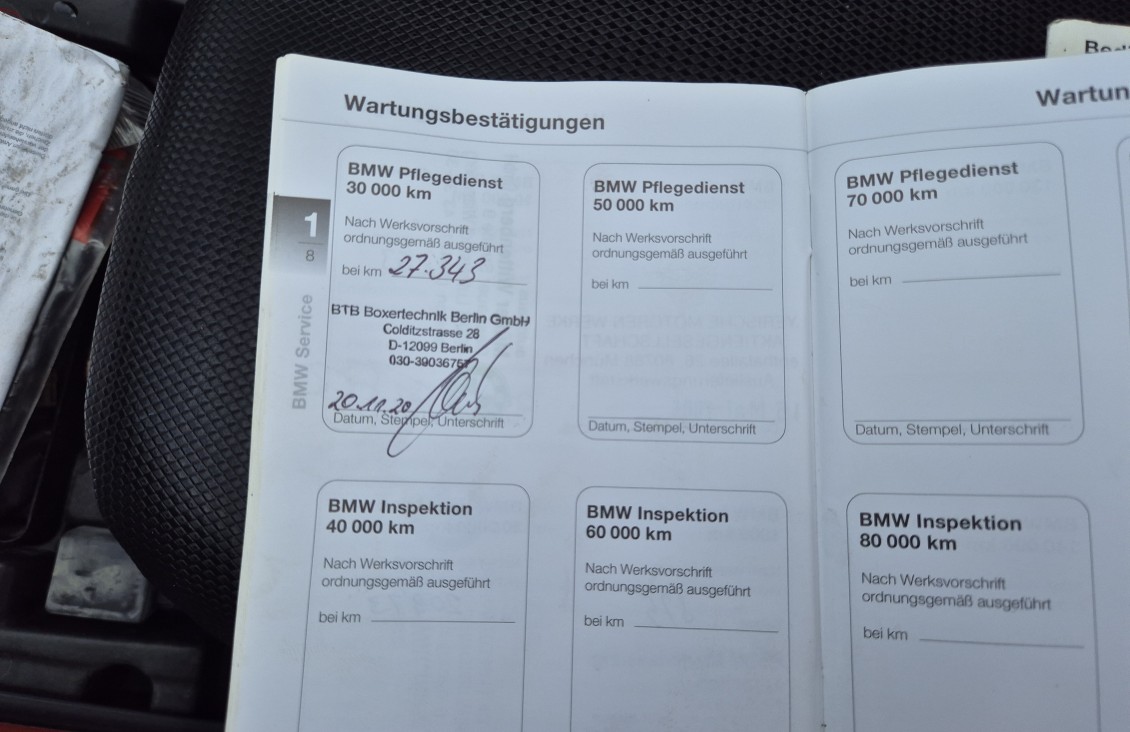 Wartungsbestätigungen
BMW Pflegedienst
30 000 km
Nach Werksvorschrift
ordnungsgemäß ausgeführt
bei km 27.343
BTB Boxertechnik Berlin GmbH
Colditzstrasse 28
D-12099 Berlin
20.11.20
Datum, Stempel, Unterschrift
BMW Pflegedienst
50 000 km
Nach Werksvorschrift
ordnungsgemäß ausgeführt
bei km
Datum, Stempel, Unterschrift
BMW Inspektion
40 000 km
Nach Werksvorschrift
ordnungsgemäß ausgeführt
bei km
BMW Inspektion
60 000 km
Nach Werksvorschrift
ordnungsgemäß ausgeführt
bei km
1
8
BMW Service
Wartun
BMW Pflegedienst
70 000 km
Nach Werksvorschrift
ordnungsgemäß ausgeführt
bei km
Datum, Stempel, Unterschrift
BMW Inspektion
80 000 km
Nach Werksvorschrift
ordnungsgemäß ausgeführt
bei km